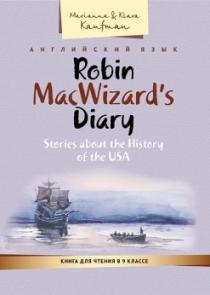 Marianna & Klara
Kaufman
АНГЛИЙСКИЙ ЯЗЫК
Robin
MacWizard's
Diary
Stories about the History
of the USA
КНИГА ДЛЯ ЧТЕНИЯ В 9 КЛАССЕ